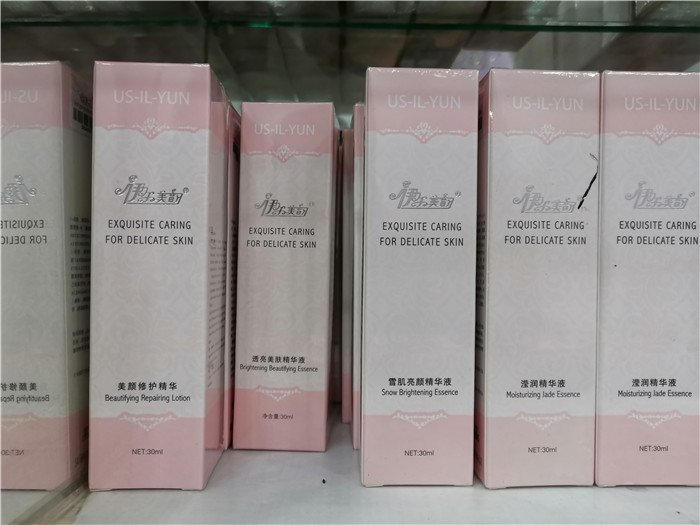 US-IL-YUN
EXQUISITE CARING
FOR DELICATE SKIN
美颜修护精华
Beautifying Repairing Lotion
NET:30ml
US-IL-YUN
EXQUISITE CARING
FOR DELICATE SKIN
透亮美肤精华液
Brightening Beautifying Essence
净含量:30ml
US-IL-YUN
EXQUISITE CARING
FOR DELICATE SKIN
雪肌亮颜精华液
Snow Brightening Essence
NET:30ml
US-IL-YUN
EXQUISITE CARING
FOR DELICATE SKIN
滢润精华液
Moisturizing Jade Essence
NET:30ml
US-IL-YUN
EXQUISITE CARING
FOR DELICATE SKIN
滢润精华液
Moisturizing Jade Essence
NET:30ml